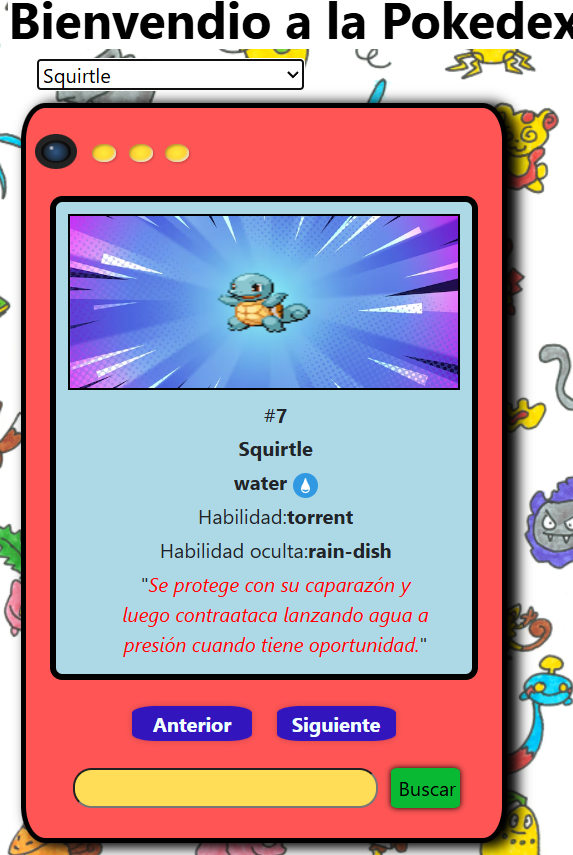 Bienvendio a la Pokedex
Squirtle
#7
Squirtle
water
Habilidad:torrent
Habilidad oculta:rain-dish
"Se protege con su caparazón y
luego contraataca lanzando agua a
presión cuando tiene oportunidad."
Anterior
Siguiente
Buscar